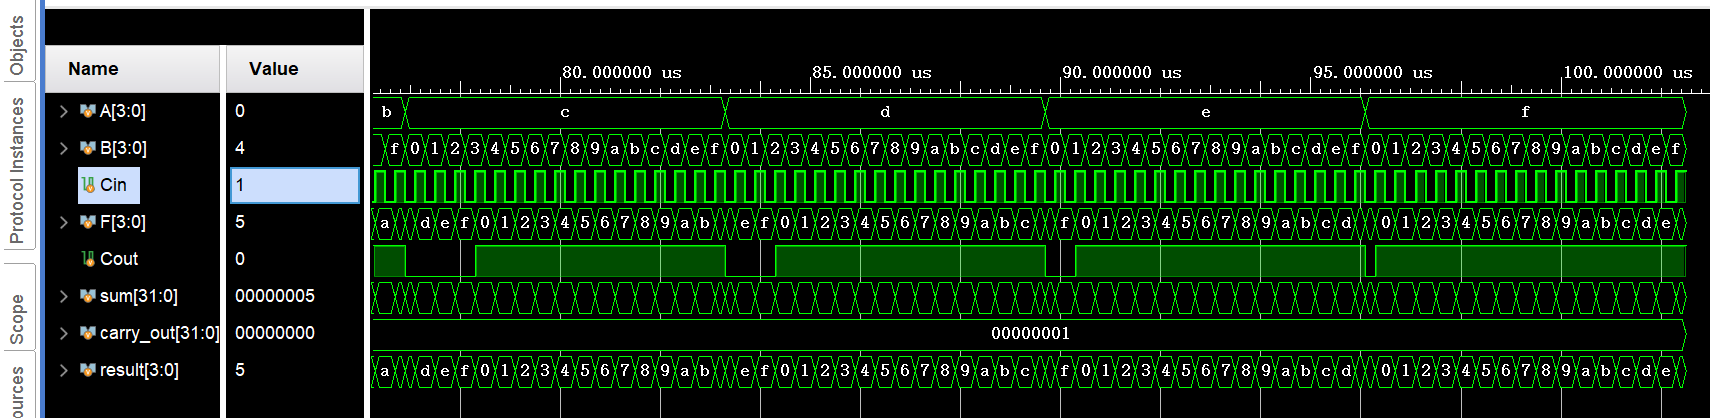 Objects
Protocol Instances
Scope
ources
Name Value
80.000000 us 85.000000 us 90.000000 us 95.000000 us 100.000000 us
A[3:0] 0 b c d e f
B[3:0] 4 f 0 1 2 3 4 5 6 7 8 9 a b c d e f 0 1 2 3 4 5 6 7 8 9 a b c d e f 0 1 2 3 4 5 6 7 8 9 a b c d e f 0 1 2 3 4 5 6 7 8 9 a b c d e f
Cin 1
F[3:0] 5 a d e f 0 1 2 3 4 5 6 7 8 9 a b e f 0 1 2 3 4 5 6 7 8 9 a b c f 0 1 2 3 4 5 6 7 8 9 a b c d 0 1 2 3 4 5 6 7 8 9 a b c d e
Cout 0
sum[31:0] 00000005
carry_out[31:0] 00000000 00000001
result[3:0] 5 a d e f 0 1 2 3 4 5 6 7 8 9 a b e f 0 1 2 3 4 5 6 7 8 9 a b c f 0 1 2 3 4 5 6 7 8 9 a b c d 0 1 2 3 4 5 6 7 8 9 a b c d e